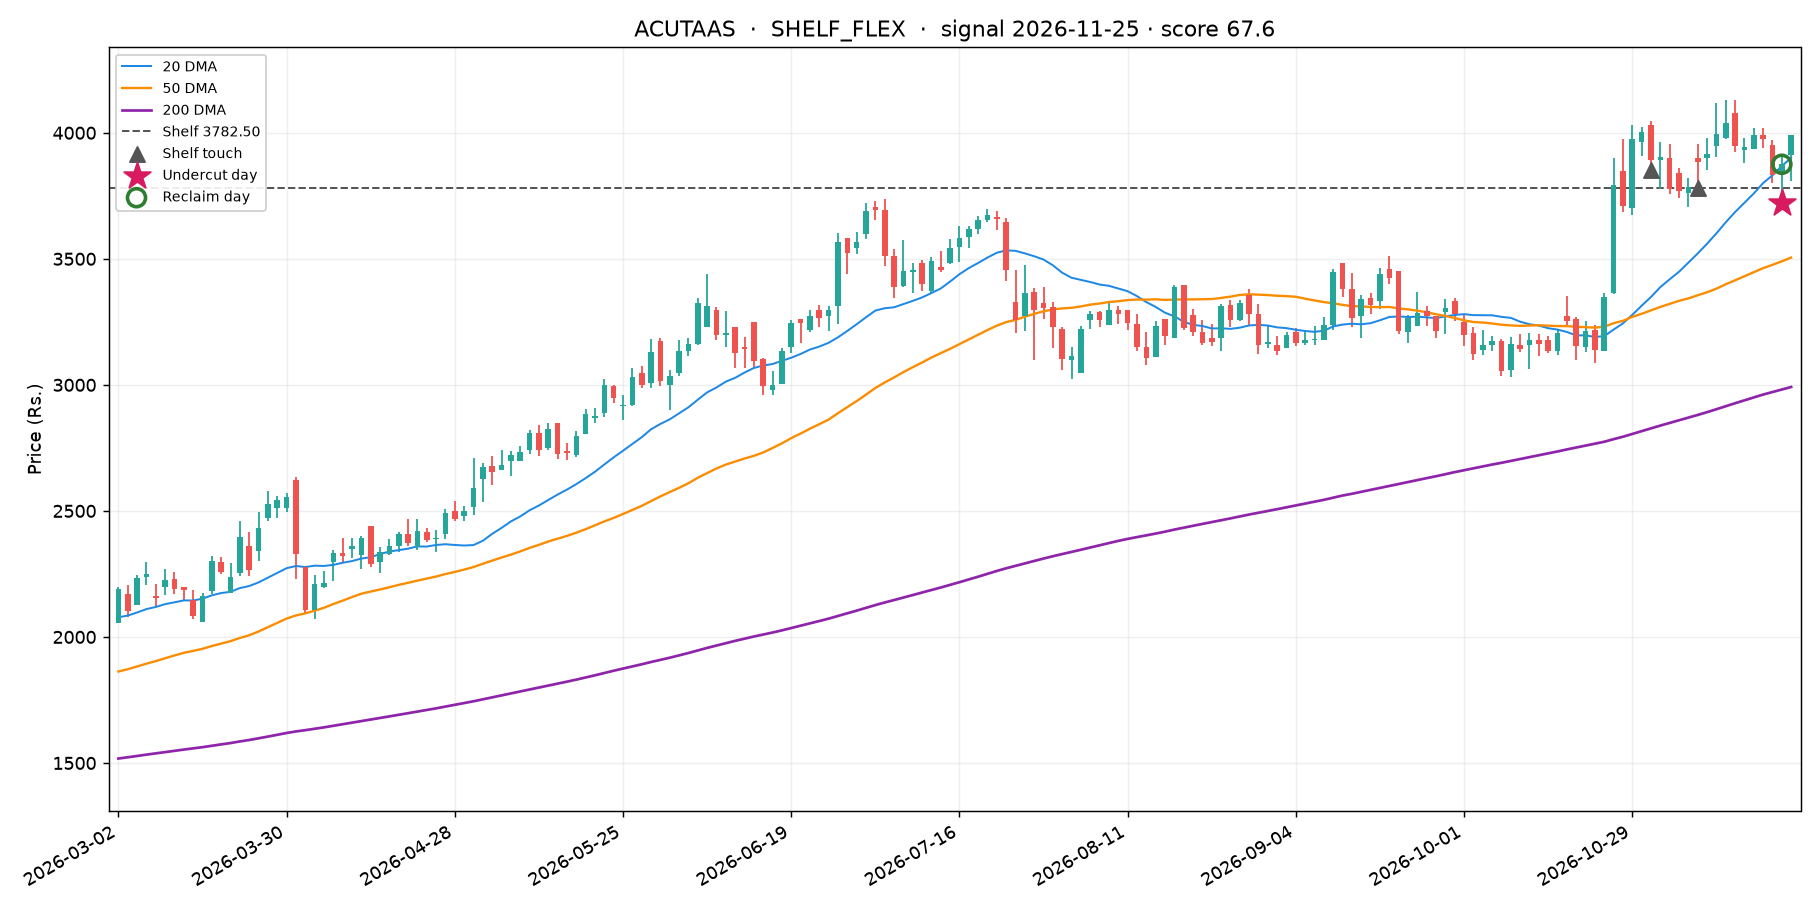 ACUTAAS · SHELF_FLEX · signal 2026-11-25 · score 67.6
20 DMA
50 DMA
200 DMA
Shelf 3782.50
Shelf touch
Undercut day
Reclaim day
Price (Rs.)
4000
3500
3000
2500
2000
1500
2026-03-02
2026-03-30
2026-04-28
2026-05-25
2026-06-19
2026-07-16
2026-08-11
2026-09-04
2026-10-01
2026-10-29